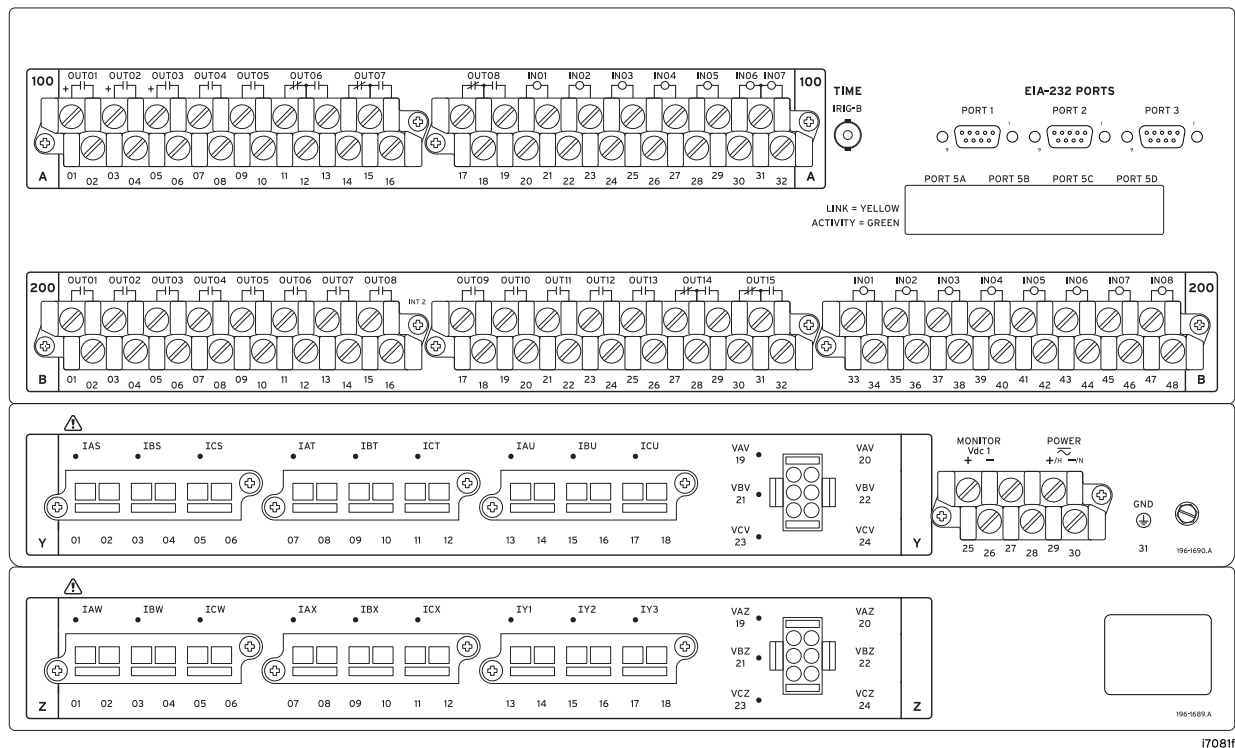 100 OUT01 OUT02 OUT03 OUT04 OUT05 OUT06 OUT07 OUT08 IN01 IN02 IN03 IN04 IN05 IN06 IN07 100
+ + +
A 01 02 03 04 05 06 07 08 09 10 11 12 13 14 15 16 17 18 19 20 21 22 23 24 25 26 27 28 29 30 31 32 A
TIME
IRIG-B
EIA-232 PORTS
PORT 1 PORT 2 PORT 3
1 1 1
9 9 9
PORT 5A PORT 5B PORT 5C PORT 5D
LINK = YELLOW
ACTIVITY = GREEN
200 OUT01 OUT02 OUT03 OUT04 OUT05 OUT06 OUT07 OUT08 OUT09 OUT10 OUT11 OUT12 OUT13 OUT14 OUT15 IN01 IN02 IN03 IN04 IN05 IN06 IN07 IN08 200
INT 2
B 01 02 03 04 05 06 07 08 09 10 11 12 13 14 15 16 17 18 19 20 21 22 23 24 25 26 27 28 29 30 31 32 33 34 35 36 37 38 39 40 41 42 43 44 45 46 47 48 B
IAS IBS ICS IAT IBT ICT IAU IBU ICU
VAV VAV
19 20
VBV VBV
21 22
VCV VCV
23 24
Y 01 02 03 04 05 06 07 08 09 10 11 12 13 14 15 16 17 18 Y
MONITOR POWER
Vdc 1
+ − +/H −/N
GND
25 26 27 28 29 30 31
196-1690.A
IAW IBW ICW IAX IBX ICX IY1 IY2 IY3
VAZ VAZ
19 20
VBZ VBZ
21 22
VCZ VCZ
23 24
Z 01 02 03 04 05 06 07 08 09 10 11 12 13 14 15 16 17 18 Z
196-1689.A
i7081f